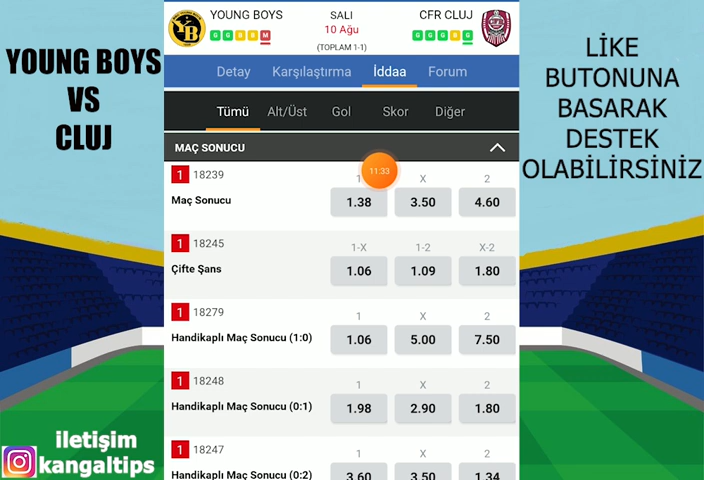 YOUNG BOYS
VS
CLUJ
YOUNG BOYS
G G B B M
SALI
10 Ağu
(TOPLAM 1-1)
CFR CLUJ
G G G B G
Detay Karşılaştırma İddaa Forum
Tümü Alt/Üst Gol Skor Diğer
MAÇ SONUCU
11:33
1 18239
Maç Sonucu
1 X 2
1.38 3.50 4.60
1 18245
Çifte Şans
1-X 1-2 X-2
1.06 1.09 1.80
1 18279
Handikaplı Maç Sonucu (1:0)
1 X 2
1.06 5.00 7.50
1 18248
Handikaplı Maç Sonucu (0:1)
1 X 2
1.98 2.90 1.80
1 18247
Handikaplı Maç Sonucu (0:2)
1 X 2
3.60 3.50 1.34
LİKE
BUTONUNA
BASARAK
DESTEK
OLABİLİRSİNİZ
iletişim
kangaltips